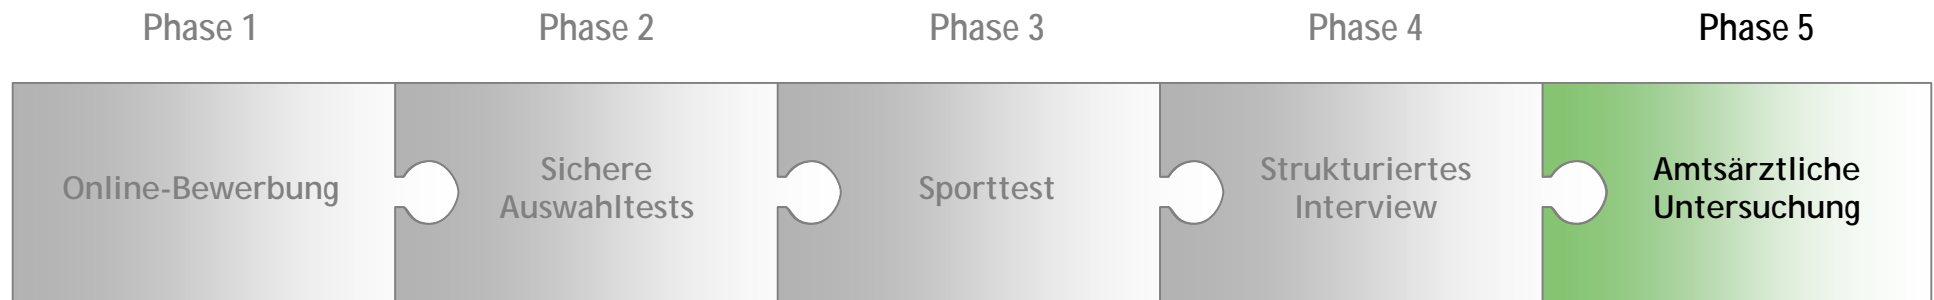 Phase 1 Phase 2 Phase 3 Phase 4 Phase 5
Online-Bewerbung
Sichere
Auswahltests
Sporttest
Strukturiertes
Interview
Amtsärztliche
Untersuchung